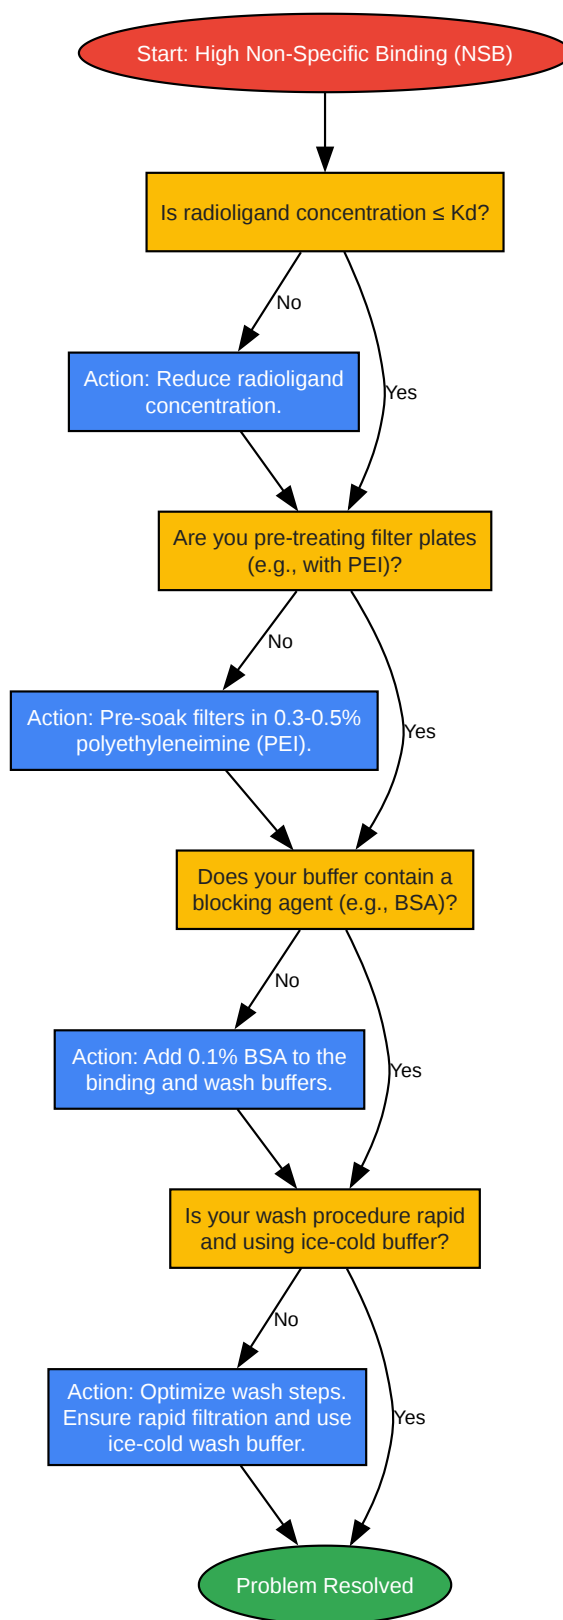 Start: High Non-Specific Binding (NSB)
Is radioligand concentration ≤ Kd?
No
Action: Reduce radioligand
concentration.
Yes
Are you pre-treating filter plates
(e.g., with PEI)?
No
Action: Pre-soak filters in 0.3-0.5%
polyethyleneimine (PEI).
Yes
Does your buffer contain a
blocking agent (e.g., BSA)?
No
Action: Add 0.1% BSA to the
binding and wash buffers.
Yes
Is your wash procedure rapid
and using ice-cold buffer?
No
Action: Optimize wash steps.
Ensure rapid filtration and use
ice-cold wash buffer.
Yes
Problem Resolved